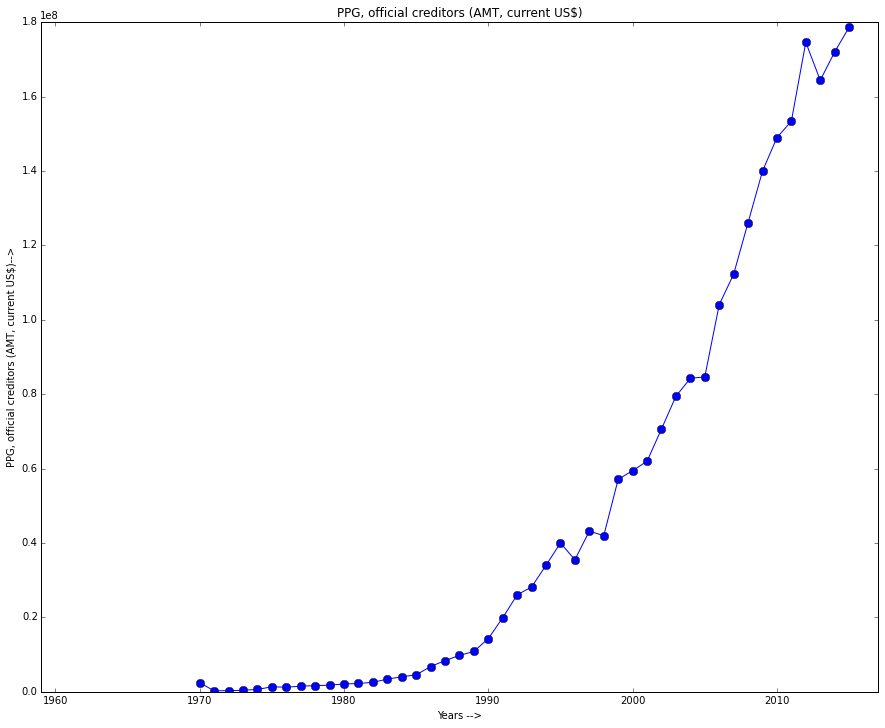 PPG, official creditors (AMT, current US$)
1e8
1.8
1.6
1.4
1.2
1.0
0.8
0.6
0.4
0.2
0.0
PPG, official creditors (AMT, current US$)-->
1960 1970 1980 1990 2000 2010
Years -->